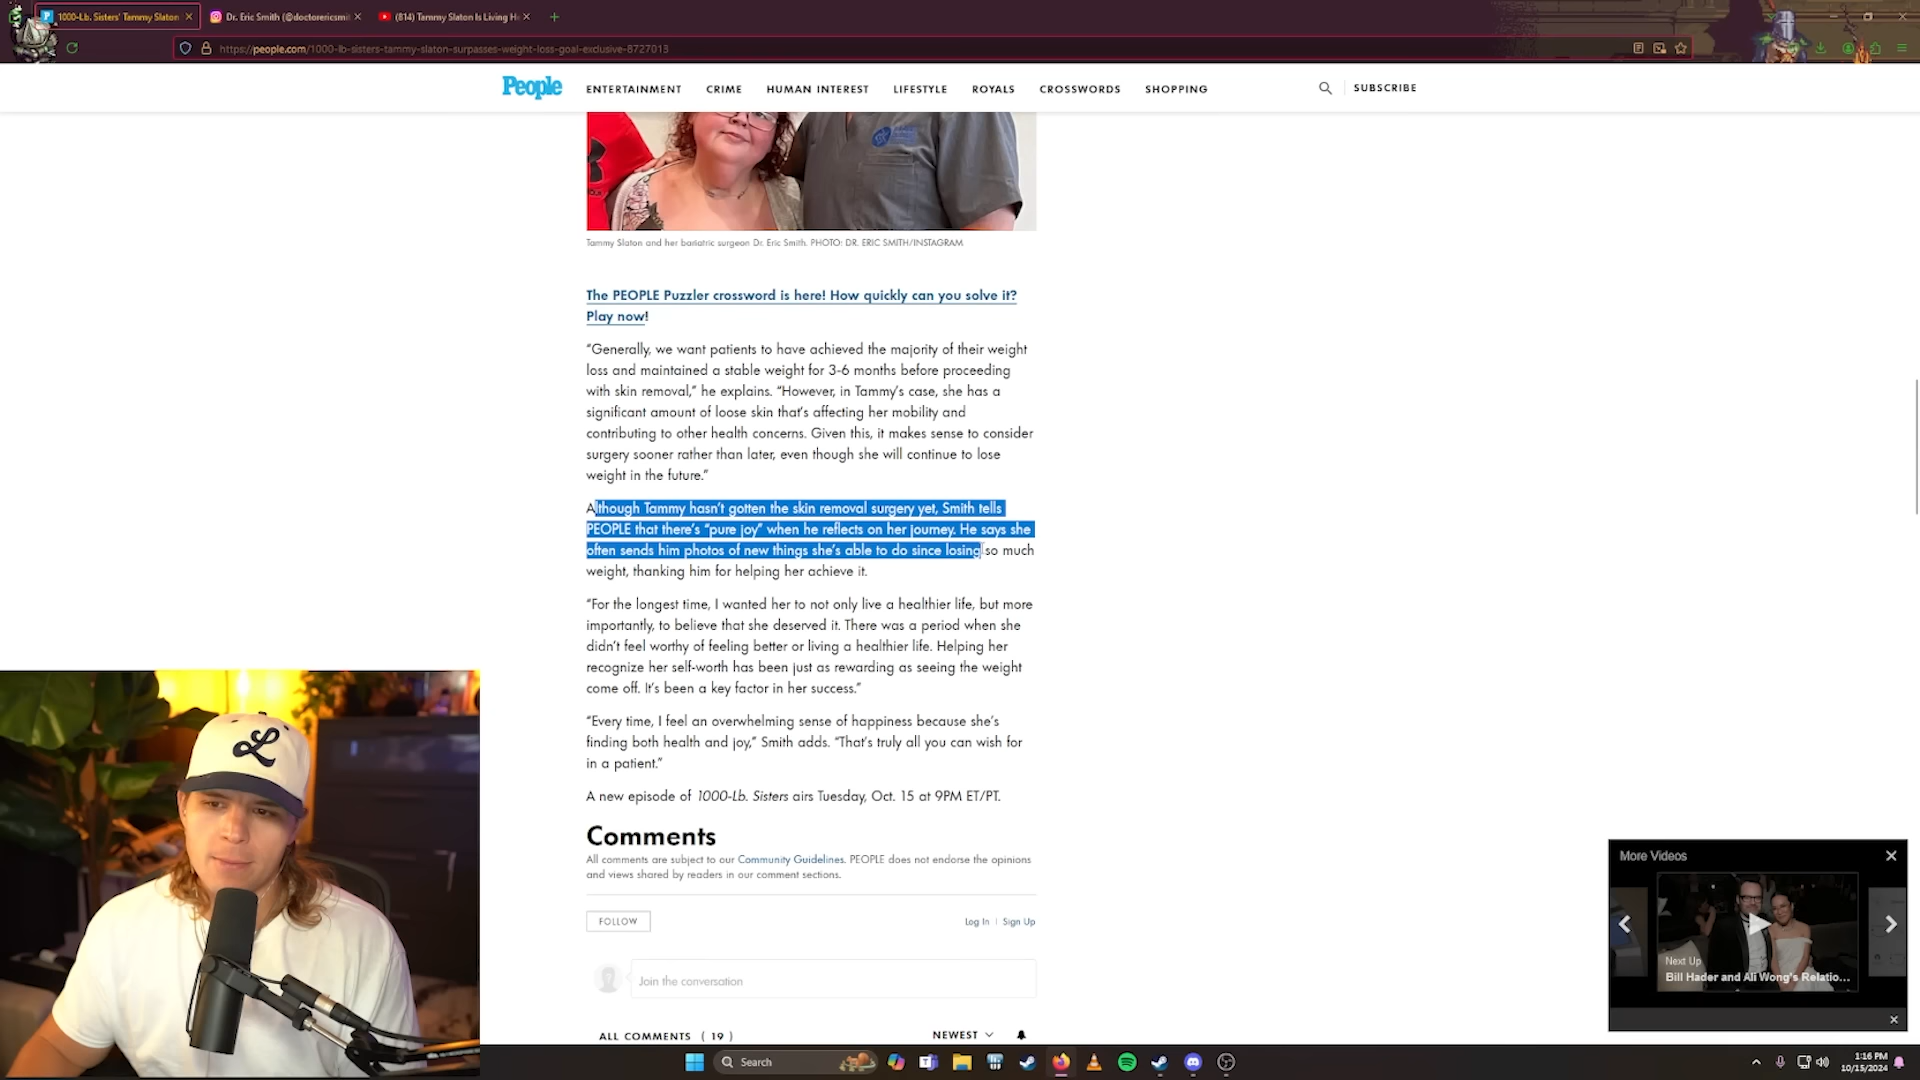 1000-Lb. Sisters' Tammy Slaton
Dr. Eric Smith (@doctorericsmit
(814) Tammy Slaton Is Living H
https://people.com/1000-lb-sisters-tammy-slaton-surpasses-weight-loss-goal-exclusive-8727013
People
ENTERTAINMENT CRIME HUMAN INTEREST LIFESTYLE ROYALS CROSSWORDS SHOPPING
SUBSCRIBE
Tammy Slaton and her bariatric surgeon Dr. Eric Smith. PHOTO: DR. ERIC SMITH/INSTAGRAM
The PEOPLE Puzzler crossword is here! How quickly can you solve it?
Play now!
“Generally, we want patients to have achieved the majority of their weight
loss and maintained a stable weight for 3-6 months before proceeding
with skin removal,” he explains. “However, in Tammy’s case, she has a
significant amount of loose skin that’s affecting her mobility and
contributing to other health concerns. Given this, it makes sense to consider
surgery sooner rather than later, even though she will continue to lose
weight in the future.”
Although Tammy hasn’t gotten the skin removal surgery yet, Smith tells
PEOPLE that there’s “pure joy” when he reflects on her journey. He says she
often sends him photos of new things she’s able to do since losing so much
weight, thanking him for helping her achieve it.
“For the longest time, I wanted her to not only live a healthier life, but more
importantly, to believe that she deserved it. There was a period when she
didn’t feel worthy of feeling better or living a healthier life. Helping her
recognize her self-worth has been just as rewarding as seeing the weight
come off. It’s been a key factor in her success.”
“Every time, I feel an overwhelming sense of happiness because she’s
finding both health and joy,” Smith adds. “That’s truly all you can wish for
in a patient.”
A new episode of 1000-Lb. Sisters airs Tuesday, Oct. 15 at 9PM ET/PT.
Comments
All comments are subject to our Community Guidelines. PEOPLE does not endorse the opinions
and views shared by readers in our comment sections.
FOLLOW
Log In | Sign Up
Join the conversation
ALL COMMENTS ( 19 )
NEWEST
More Videos
Next Up
Bill Hader and Ali Wong's Relatio...
Search
1:16 PM
10/15/2024